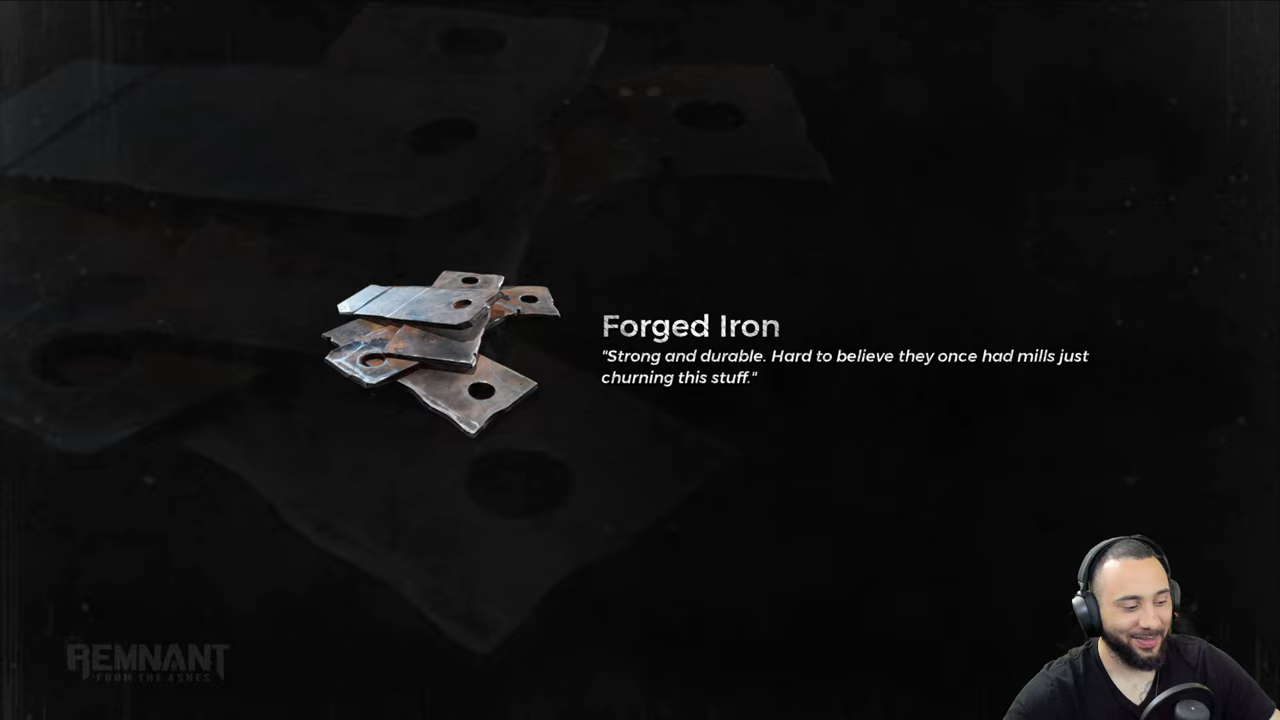 Forged Iron
"Strong and durable. Hard to believe they once had mills just
churning this stuff."
REMNANT
FROM THE ASHES